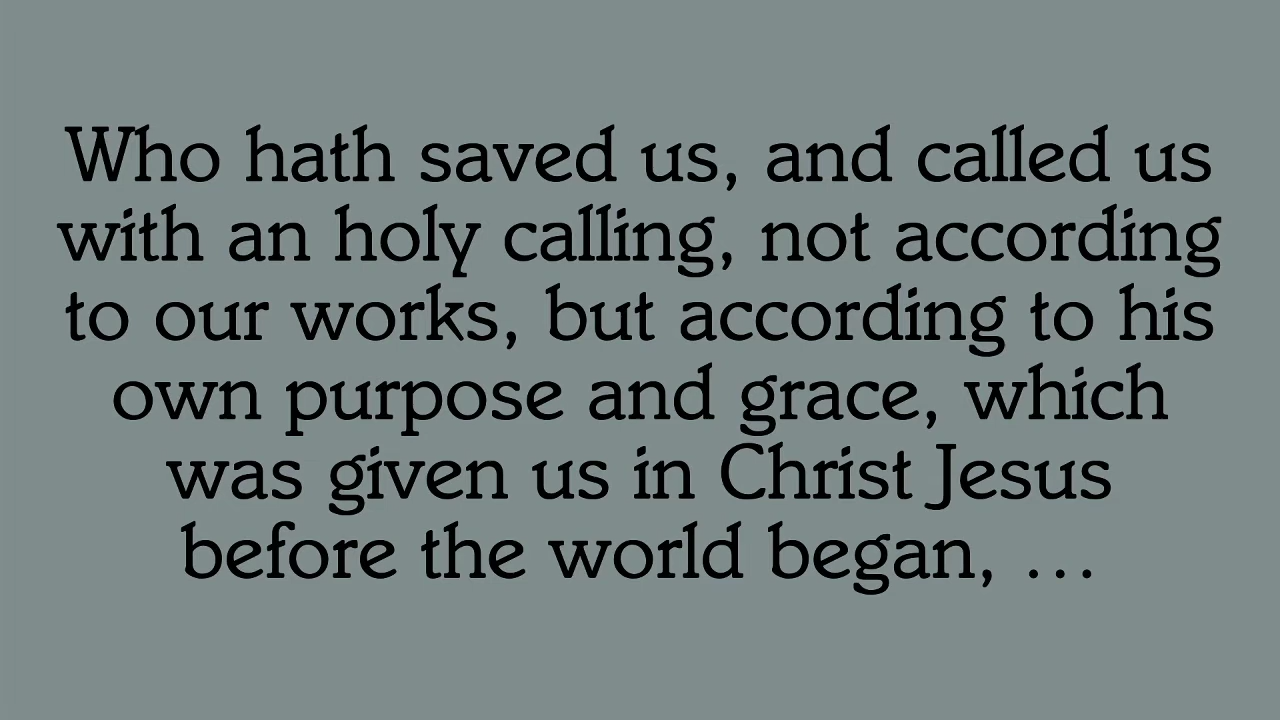 Who hath saved us, and called us
with an holy calling, not according
to our works, but according to his
own purpose and grace, which
was given us in Christ Jesus
before the world began, …